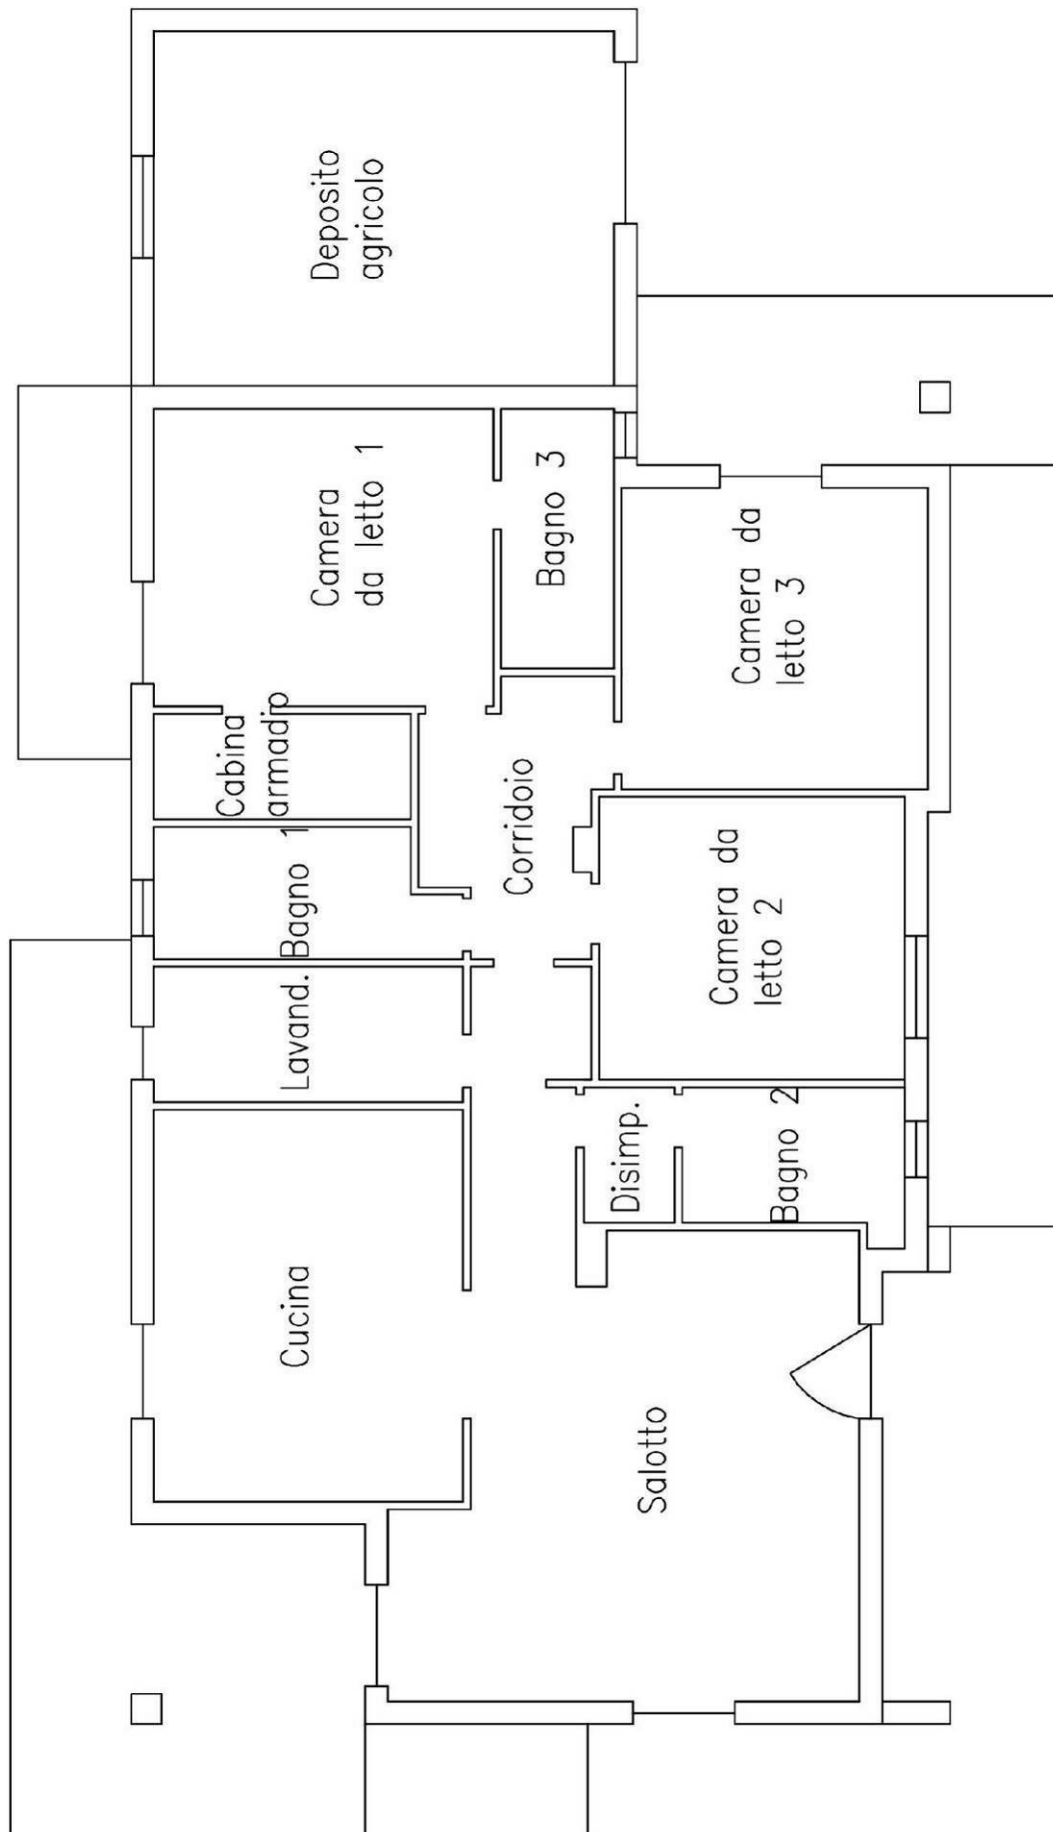 Deposito
agricolo
Camera
da letto 1
Bagno 3
Camera da
letto 3
Cabina
armadio
Corridoio
Bagno 1
Camera da
letto 2
Lavand.
Disimp.
Bagno 2
Cucina
Salotto